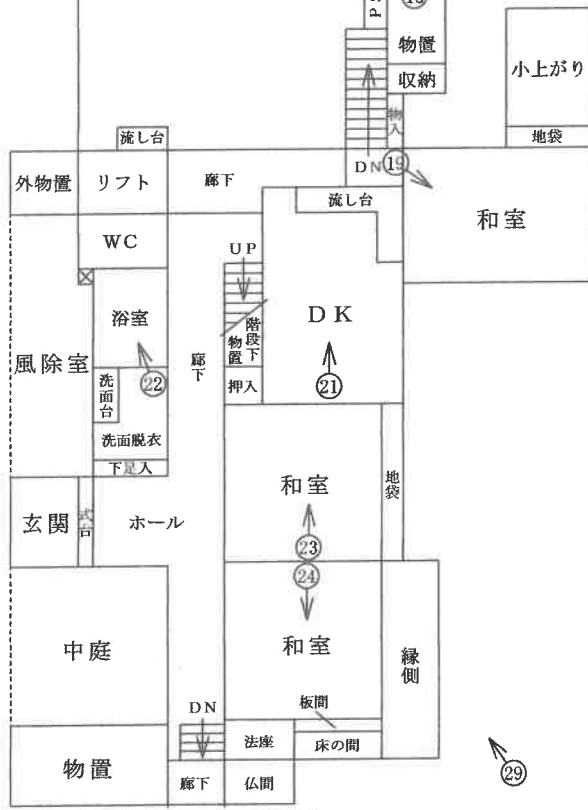 PS
物置
収納
物入
小上がり
地袋
流し台
外物置
リフト
廊下
DN
⑲
流し台
和室
WC
UP
浴室
DK
階段下
物置
押入
廊下
風除室
洗面台
㉒
㉑
洗面脱衣
下足入
和室
地袋
玄関
式台
ホール
㉓
㉔
中庭
和室
縁側
板間
DN
法座
床の間
物置
廊下
仏間
㉙